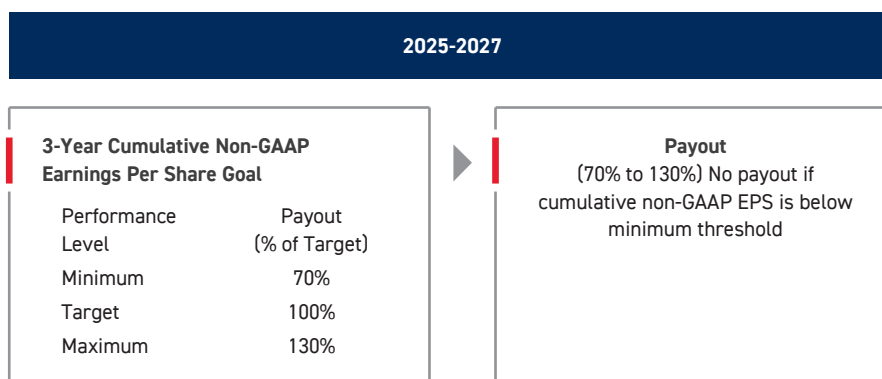 2025-2027
3-Year Cumulative Non-GAAP
Earnings Per Share Goal
Performance Level Payout (% of Target)
Minimum 70%
Target 100%
Maximum 130%
Payout
(70% to 130%) No payout if
cumulative non-GAAP EPS is below
minimum threshold